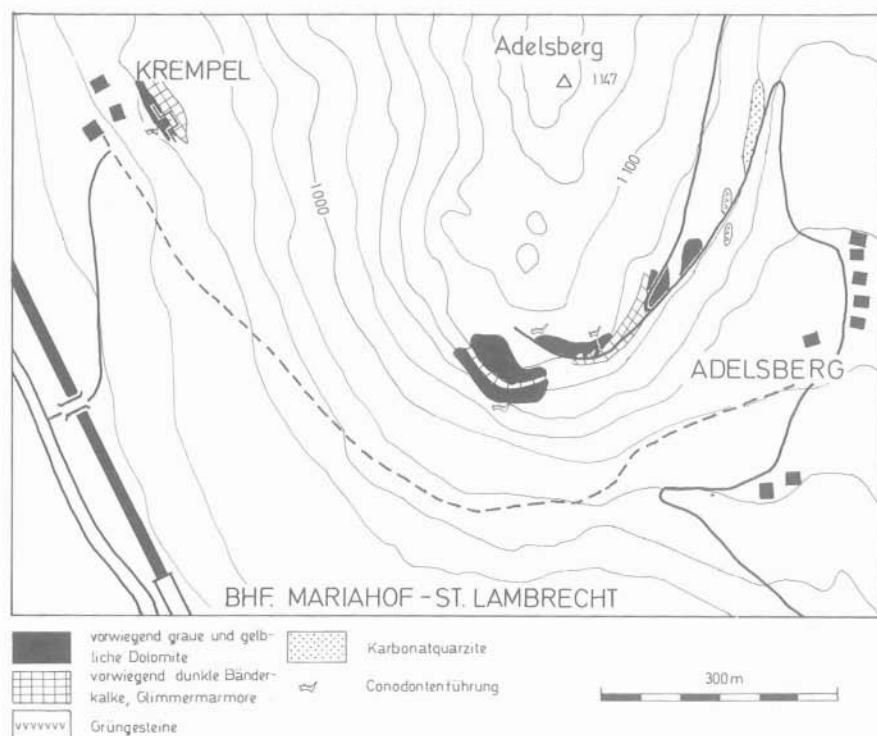 Adelsberg
1147
KREMPEL
1000
1100
ADELSBERG
BHF. MARIAHOF - ST. LAMBRECHT
vorwiegend graue und gelb-
liche Dolomite
vorwiegend dunkle Bänder-
kalke, Glimmermarmore
Grüngesteine
Karbonatquarzite
Conodontenführung
300m